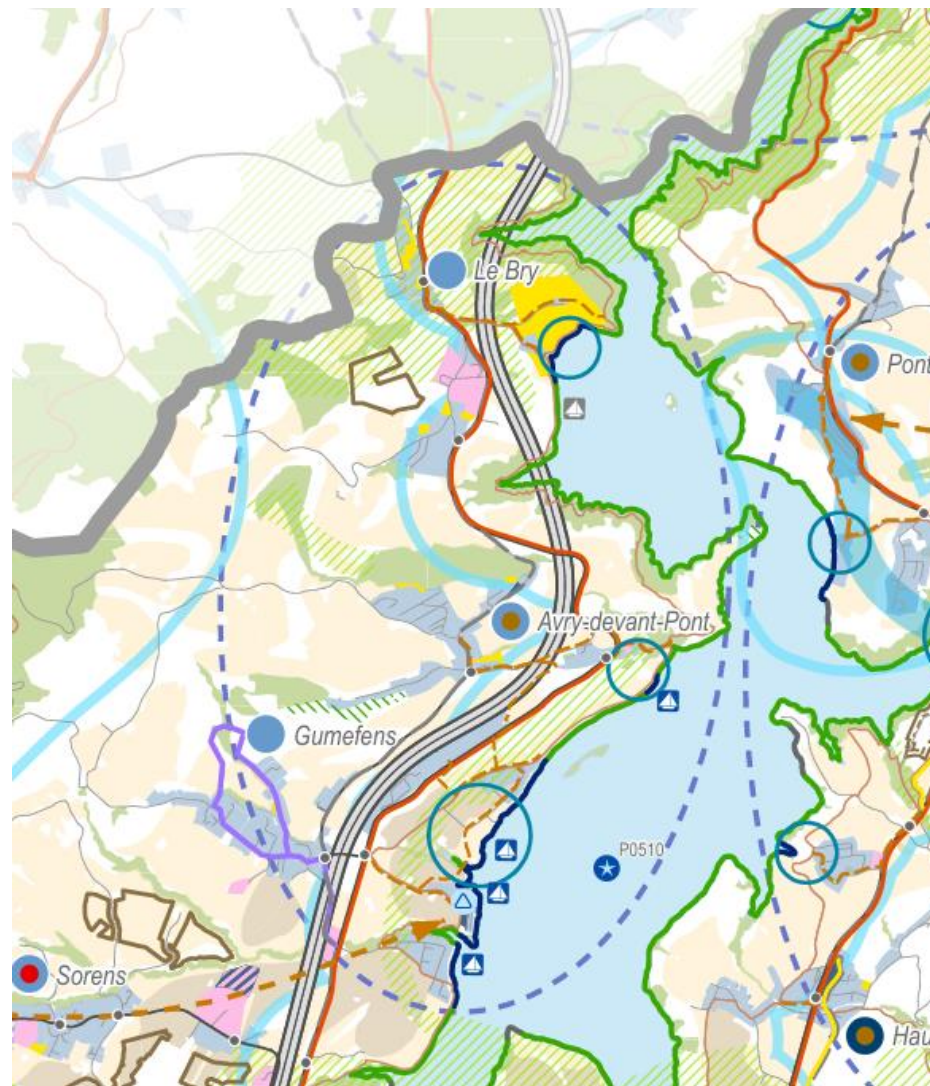 Le Bry
Pont
Avry-devant-Pont
Gumefens
P0510
Sorens
Hau